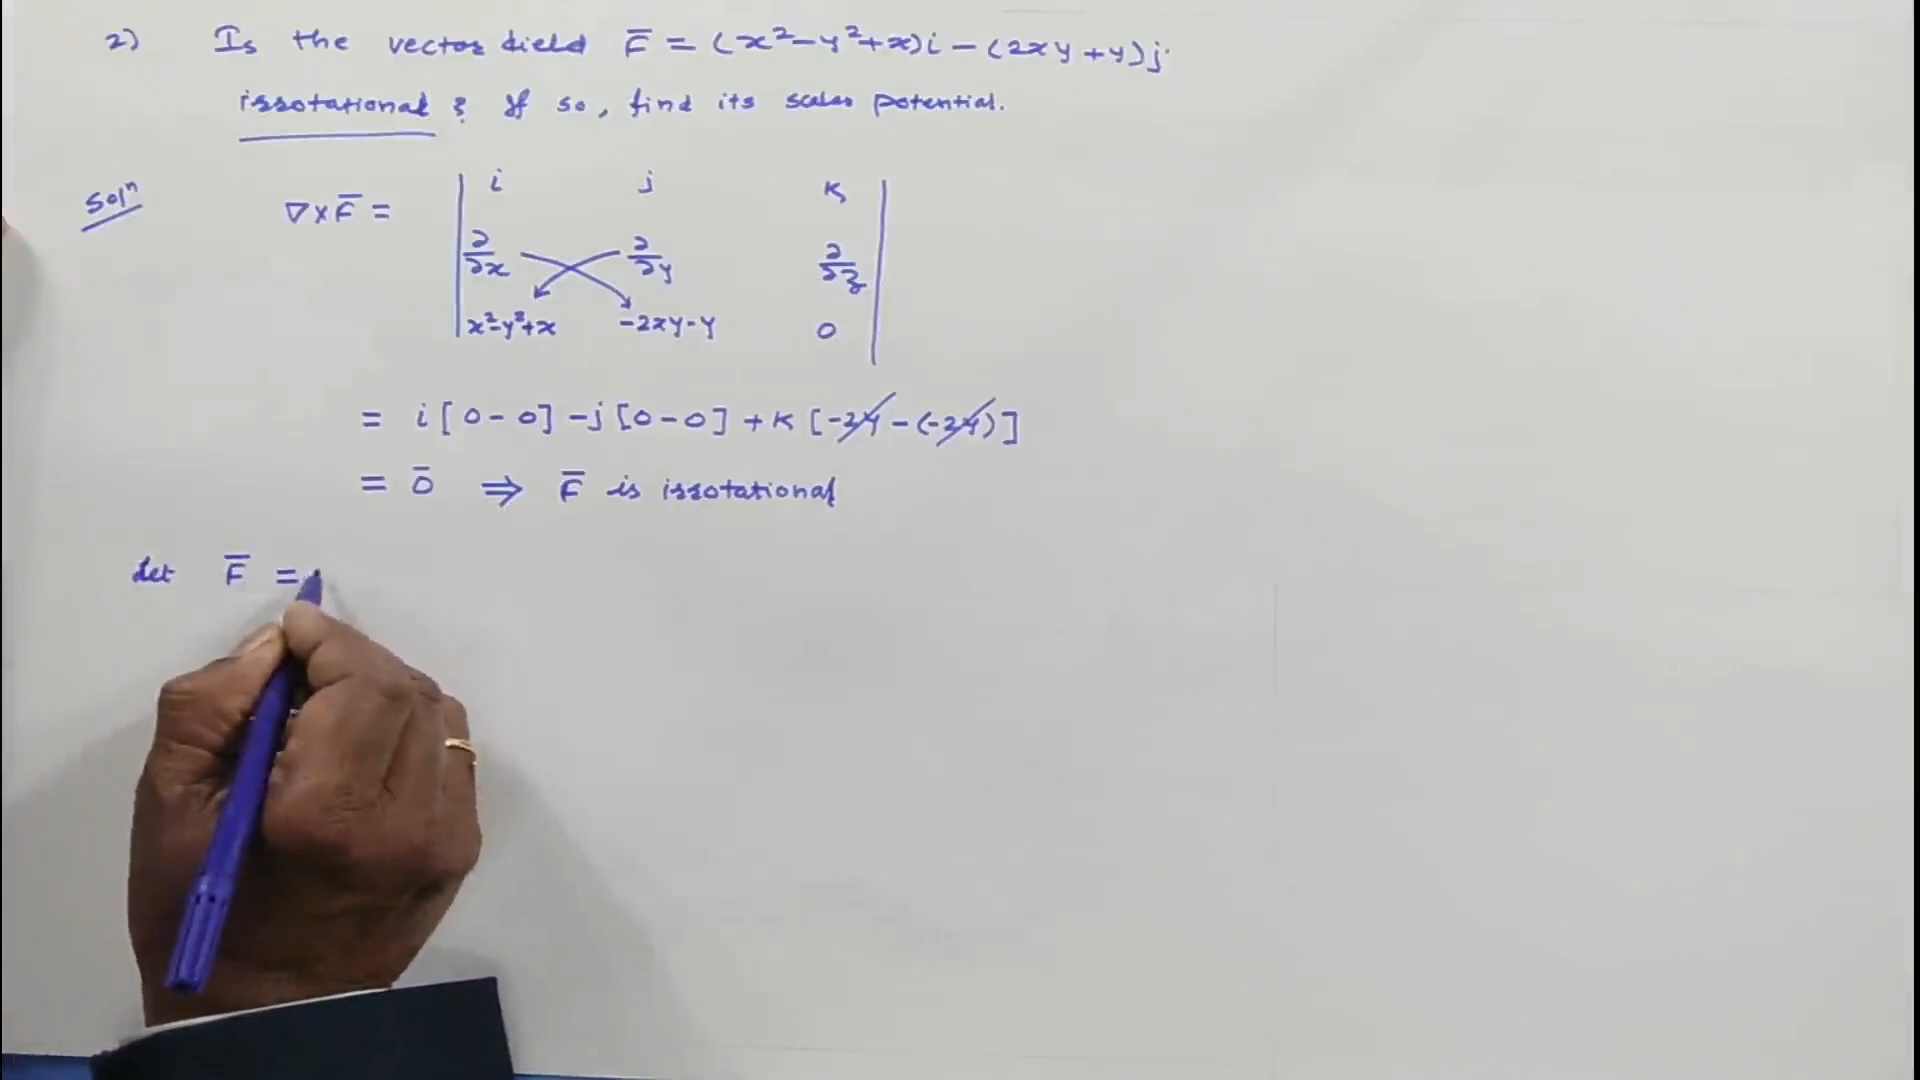 2) Is the vector field F̅ = (x²-y²+x)i - (2xy+y)j.
irrotational ? If so, find its scalar potential.
Solⁿ ∇×F̅ = | i j k |
| ∂/∂x ∂/∂y ∂/∂z |
| x²-y²+x -2xy-y 0 |
= i[0-0] -j[0-0] + k[-2y-(-2y)]
= 0̅ ⇒ F̅ is irrotational
Let F̅ =